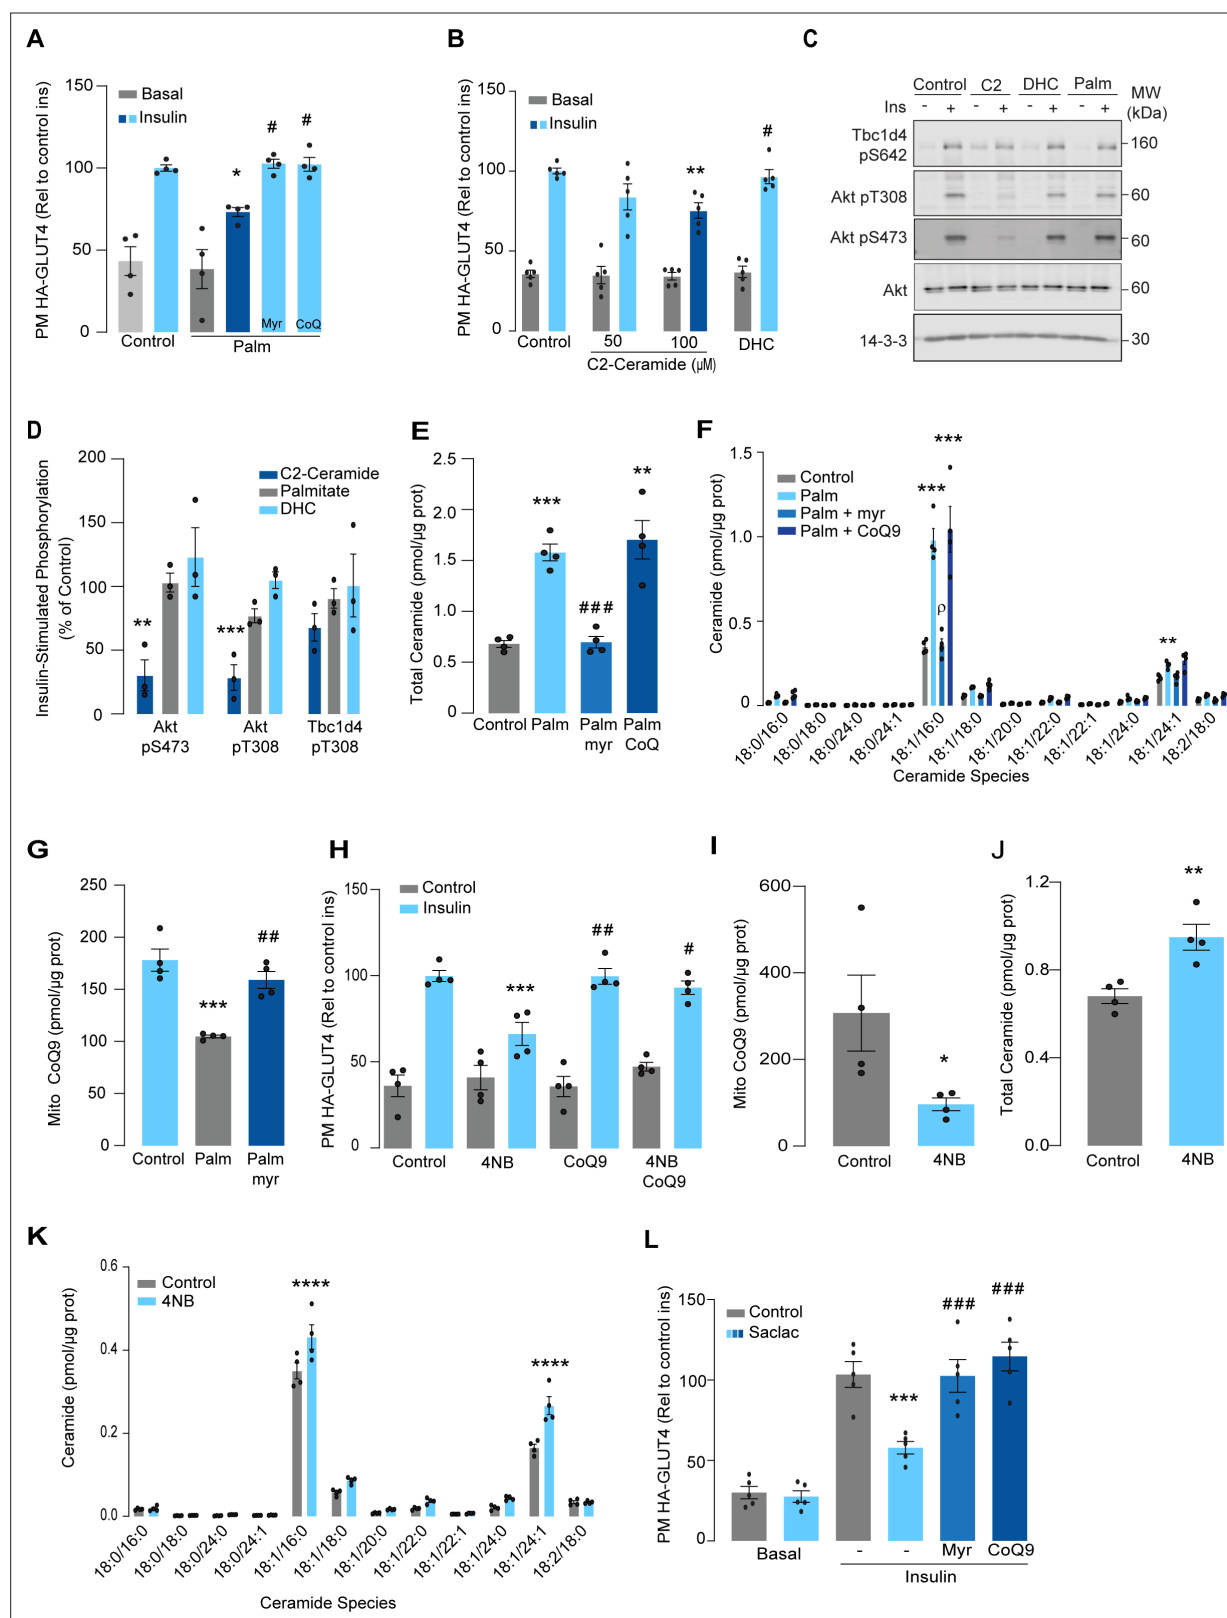 A
PM HA-GLUT4 (Rel to control ins)
150
100
50
0
Basal
Insulin
*
#
#
Myr
CoQ
Control
Palm
B
PM HA-GLUT4 (Rel to control ins)
150
100
50
0
Basal
Insulin
**
#
Control
50
100
DHC
C2-Ceramide (µM)
C
Control
C2
DHC
Palm
MW
(kDa)
Ins
- + - + - + - +
Tbc1d4
pS642
160
Akt pT308
60
Akt pS473
60
Akt
60
14-3-3
30
D
Insulin-Stimulated Phosphorylation
(% of Control)
200
150
100
50
0
C2-Ceramide
Palmitate
DHC
**
***
Akt
pS473
Akt
pT308
Tbc1d4
pT308
E
Total Ceramide (pmol/µg prot)
2.5
2.0
1.5
1.0
0.5
0
***
###
**
Control
Palm
Palm
myr
Palm
CoQ
F
Ceramide (pmol/µg prot)
1.5
1.0
0.5
0
Control
Palm
Palm + myr
Palm + CoQ9
***
***
ρ
**
18:0/16:0
18:0/18:0
18:0/24:0
18:0/24:1
18:1/16:0
18:1/18:0
18:1/20:0
18:1/22:0
18:1/22:1
18:1/24:0
18:1/24:1
18:2/18:0
Ceramide Species
G
Mito CoQ9 (pmol/µg prot)
250
200
150
100
50
0
***
##
Control
Palm
Palm
myr
H
PM HA-GLUT4 (Rel to control ins)
150
100
50
0
Control
Insulin
***
##
#
Control
4NB
CoQ9
4NB
CoQ9
I
Mito CoQ9 (pmol/µg prot)
600
400
200
0
*
Control
4NB
J
Total Ceramide (pmol/µg prot)
1.2
0.8
0.4
0.0
**
Control
4NB
K
Ceramide (pmol/µg prot)
0.6
0.4
0.2
0.0
Control
4NB
****
****
18:0/16:0
18:0/18:0
18:0/24:0
18:0/24:1
18:1/16:0
18:1/18:0
18:1/20:0
18:1/22:0
18:1/22:1
18:1/24:0
18:1/24:1
18:2/18:0
Ceramide Species
L
PM HA-GLUT4 (Rel to control ins)
150
100
50
0
Control
Saclac
***
###
###
Basal
-
-
Myr
CoQ9
Insulin